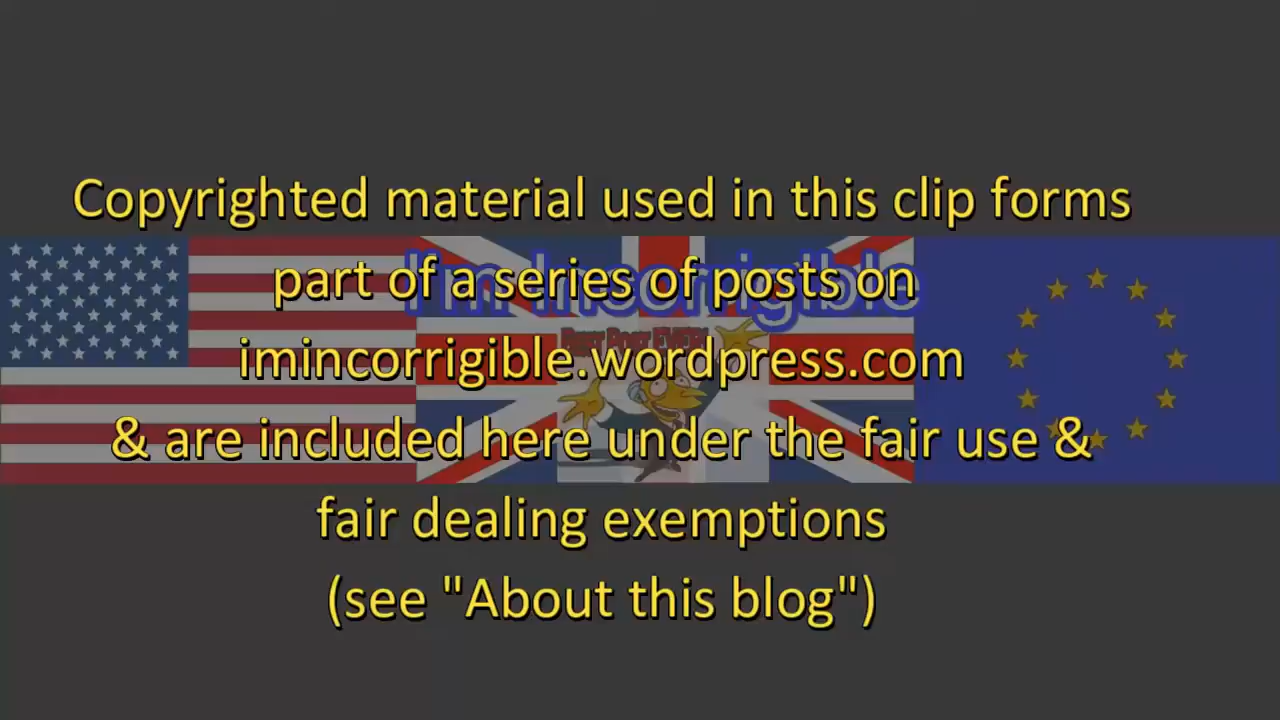 Copyrighted material used in this clip forms
part of a series of posts on
I'm Incorrigible
imincorrigible.wordpress.com
& are included here under the fair use &
fair dealing exemptions
(see "About this blog")